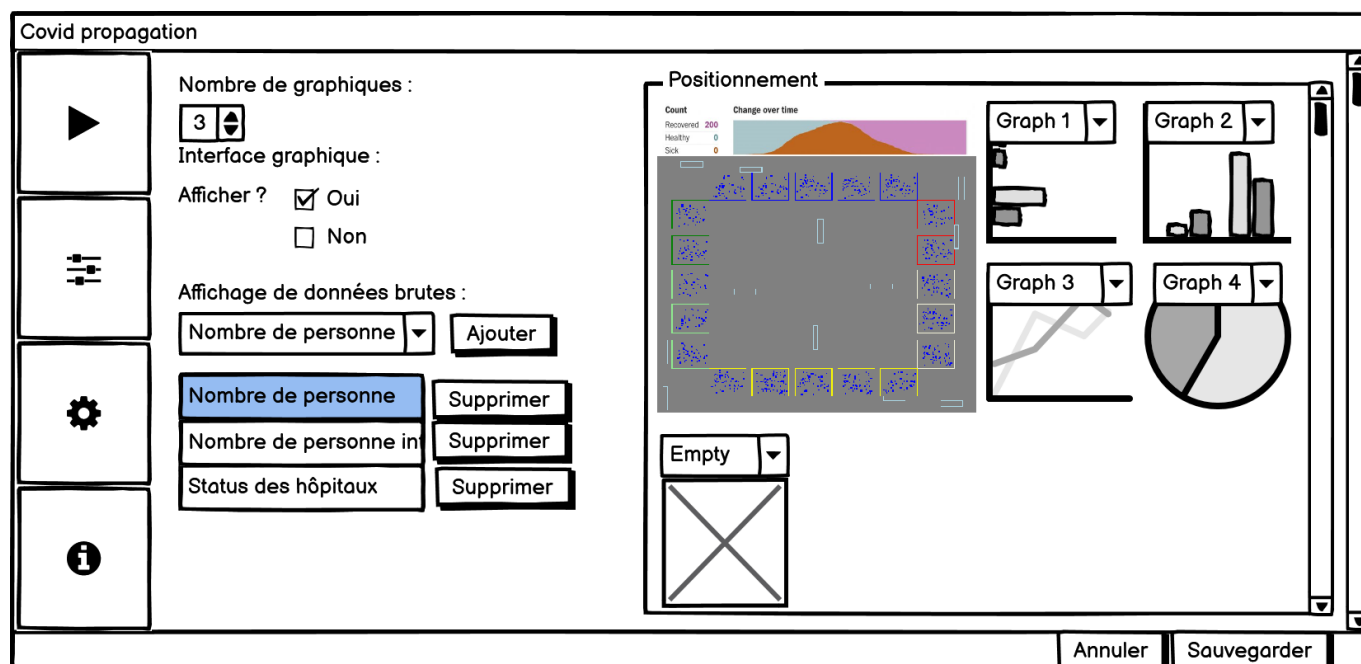 Covid propagation
Nombre de graphiques :
3
Interface graphique :
Afficher ?
Oui
Non
Affichage de données brutes :
Nombre de personne
Ajouter
Nombre de personne
Supprimer
Nombre de personne in
Supprimer
Status des hôpitaux
Supprimer
Positionnement
Count
Change over time
Recovered 200
Healthy 0
Sick 0
Graph 1
Graph 2
Graph 3
Graph 4
Empty
Annuler
Sauvegarder